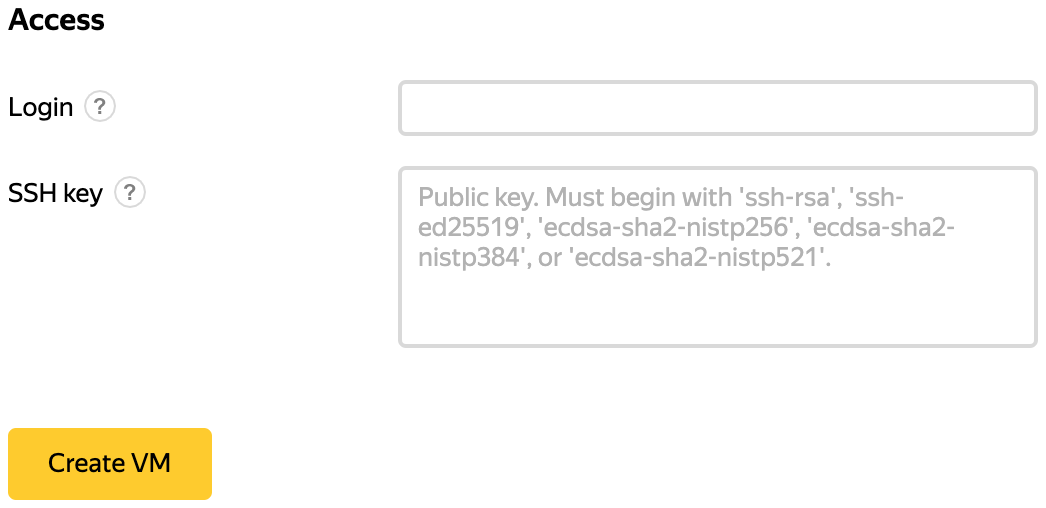 Access
Login ?
SSH key ?
Public key. Must begin with 'ssh-rsa', 'ssh-
ed25519', 'ecdsa-sha2-nistp256', 'ecdsa-sha2-
nistp384', or 'ecdsa-sha2-nistp521'.
Create VM